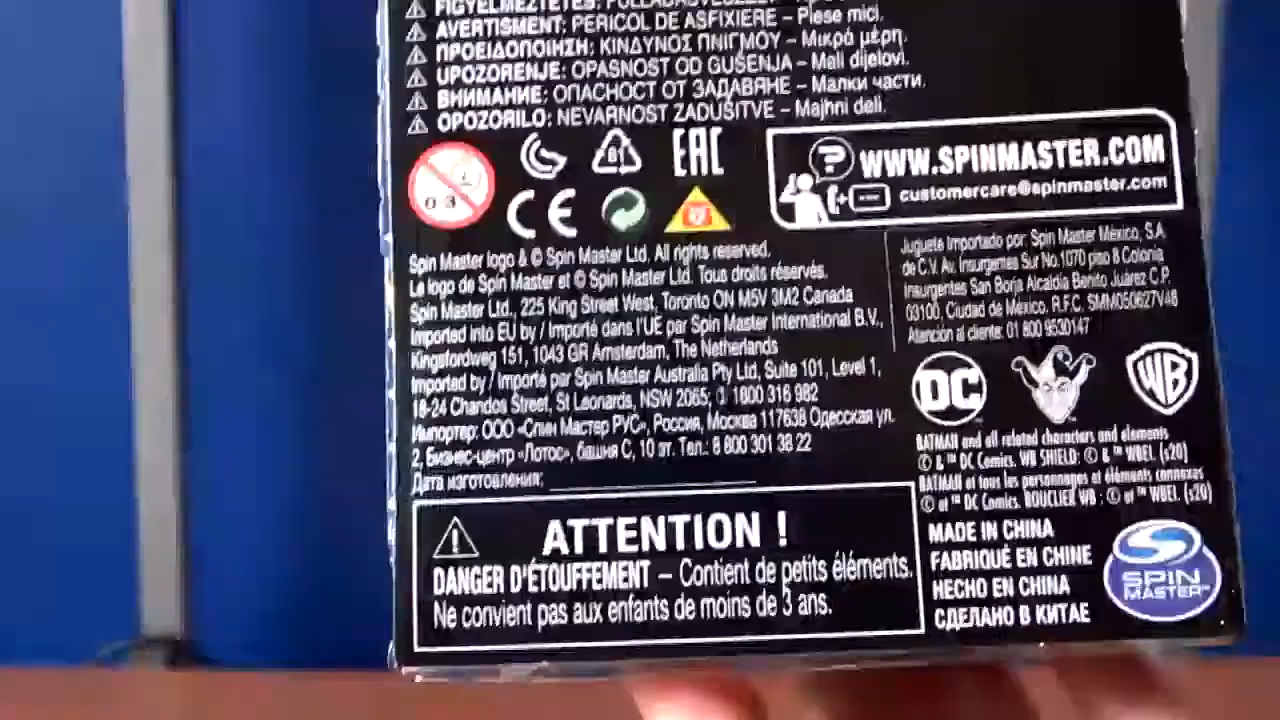 FIGYELMEZTETÉS:
AVERTISMENT: PERICOL DE ASFIXIERE – Piese mici.
ΠΡΟΕΙΔΟΠΟΙΗΣΗ: ΚΙΝΔΥΝΟΣ ΠΝΙΓΜΟΥ – Μικρά μέρη.
UPOZORENJE: OPASNOST OD GUŠENJA – Mali dijelovi.
ВНИМАНИЕ: ОПАСНОСТ ОТ ЗАДАВЯНЕ – Малки части.
OPOZORILO: NEVARNOST ZADUŠITVE – Majhni deli.
0-3
81
EAC
CE
?
WWW.SPINMASTER.COM
customercare@spinmaster.com
Spin Master logo & © Spin Master Ltd. All rights reserved.
Le logo de Spin Master et © Spin Master Ltd. Tous droits réservés.
Spin Master Ltd., 225 King Street West, Toronto ON M5V 3M2 Canada
Imported into EU by / Importé dans l'UE par Spin Master International B.V.,
Kingsfordweg 151, 1043 GR Amsterdam, The Netherlands
Imported by / Importé par Spin Master Australia Pty Ltd, Suite 101, Level 1,
18-24 Chandos Street, St Leonards, NSW 2065; 1800 316 982
Импортер: ООО «Спин Мастер РУС», Россия, Москва 117638 Одесская ул.
2, Бизнес-центр «Лотос», башня С, 10 эт. Тел.: 8 800 301 38 22
Дата изготовления:
Juguete Importado por: Spin Master México, S.A.
de C.V. Av. Insurgentes Sur No.1070 piso 8 Colonia
Insurgentes San Borja Alcaldía Benito Juárez C.P.
03100, Ciudad de México. R.F.C. SMM050627V48
Atención al cliente: 01 800 9530147
DC
WB
BATMAN and all related characters and elements
© & ™ DC Comics. WB SHIELD: © & ™ WBEI. (s20)
BATMAN et tous les personnages et éléments connexes
© et ™ DC Comics. BOUCLIER WB : © et ™ WBEI. (s20)
ATTENTION !
DANGER D'ÉTOUFFEMENT – Contient de petits éléments.
Ne convient pas aux enfants de moins de 3 ans.
MADE IN CHINA
FABRIQUÉ EN CHINE
HECHO EN CHINA
СДЕЛАНО В КИТАЕ
SPIN
MASTER™